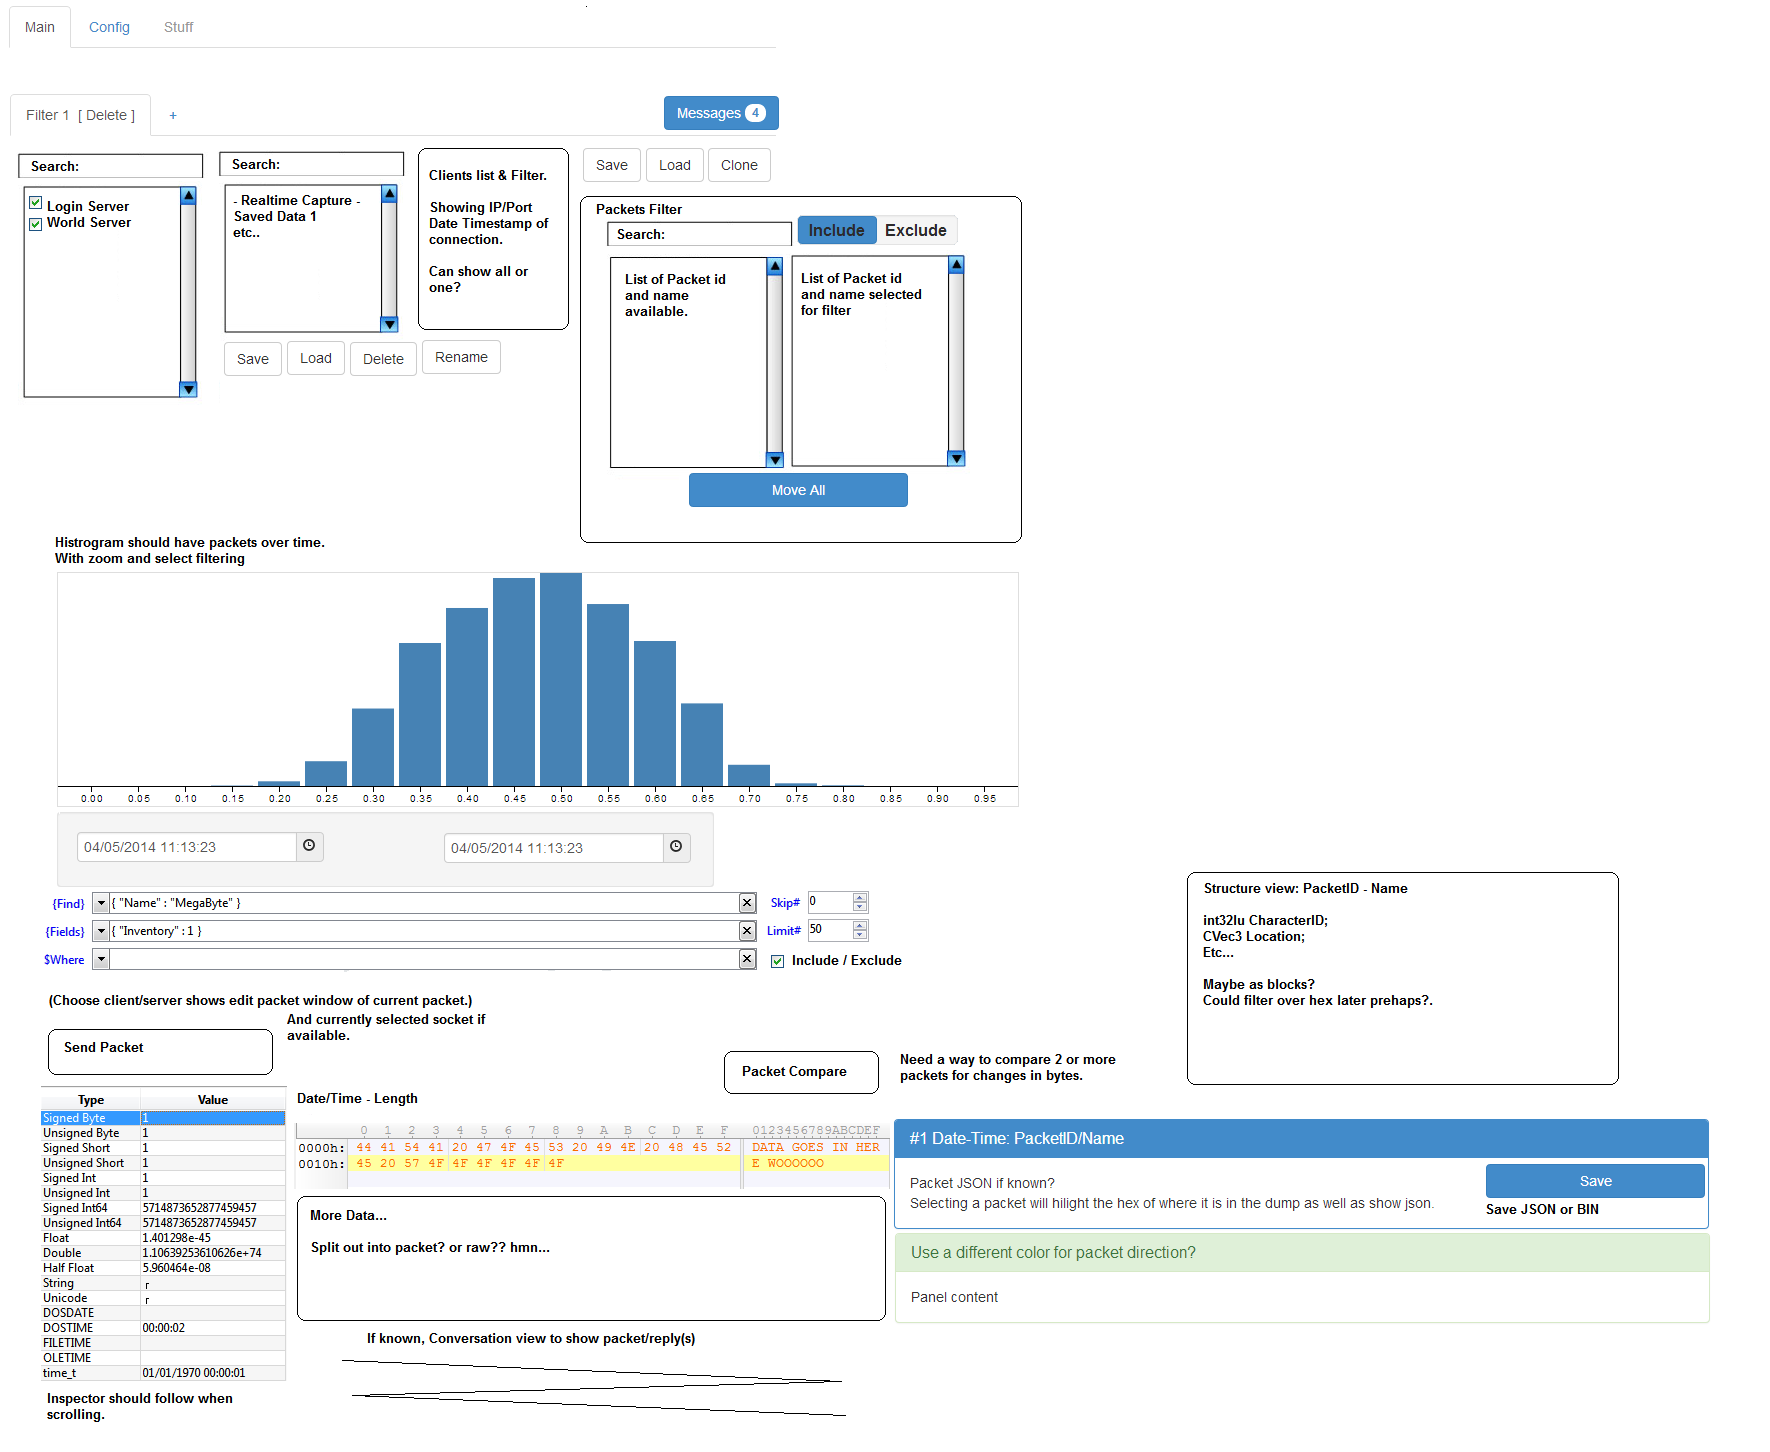 Main
Config
Stuff
Filter 1 [ Delete ]
+
Messages 4
Search:
Login Server
World Server
Search:
- Realtime Capture -
Saved Data 1
etc..
Save
Load
Delete
Rename
Clients list & Filter.
Showing IP/Port
Date Timestamp of
connection.
Can show all or
one?
Save
Load
Clone
Packets Filter
Search:
Include
Exclude
List of Packet id
and name
available.
List of Packet id
and name selected
for filter
Move All
Histrogram should have packets over time.
With zoom and select filtering
0.00 0.05 0.10 0.15 0.20 0.25 0.30 0.35 0.40 0.45 0.50 0.55 0.60 0.65 0.70 0.75 0.80 0.85 0.90 0.95
04/05/2014 11:13:23
04/05/2014 11:13:23
{Find} { "Name" : "MegaByte" }
Skip# 0
{Fields} { "Inventory" : 1 }
Limit# 50
$Where
Include / Exclude
Structure view: PacketID - Name
int32lu CharacterID;
CVec3 Location;
Etc...
Maybe as blocks?
Could filter over hex later prehaps?.
(Choose client/server shows edit packet window of current packet.)
And currently selected socket if
available.
Send Packet
Packet Compare
Need a way to compare 2 or more
packets for changes in bytes.
Type Value
Signed Byte 1
Unsigned Byte 1
Signed Short 1
Unsigned Short 1
Signed Int 1
Unsigned Int 1
Signed Int64 5714873652877459457
Unsigned Int64 5714873652877459457
Float 1.401298e-45
Double 1.10639253610626e+74
Half Float 5.960464e-08
String ┌
Unicode ┌
DOSDATE
DOSTIME 00:00:02
FILETIME
OLETIME
time_t 01/01/1970 00:00:01
Inspector should follow when
scrolling.
Date/Time - Length
0 1 2 3 4 5 6 7 8 9 A B C D E F 0123456789ABCDEF
0000h: 44 41 54 41 20 47 4F 45 53 20 49 4E 20 48 45 52 DATA GOES IN HER
0010h: 45 20 57 4F 4F 4F 4F 4F 4F E WOOOOOO
More Data...
Split out into packet? or raw?? hmn...
If known, Conversation view to show packet/reply(s)
#1 Date-Time: PacketID/Name
Packet JSON if known?
Selecting a packet will hilight the hex of where it is in the dump as well as show json.
Save
Save JSON or BIN
Use a different color for packet direction?
Panel content